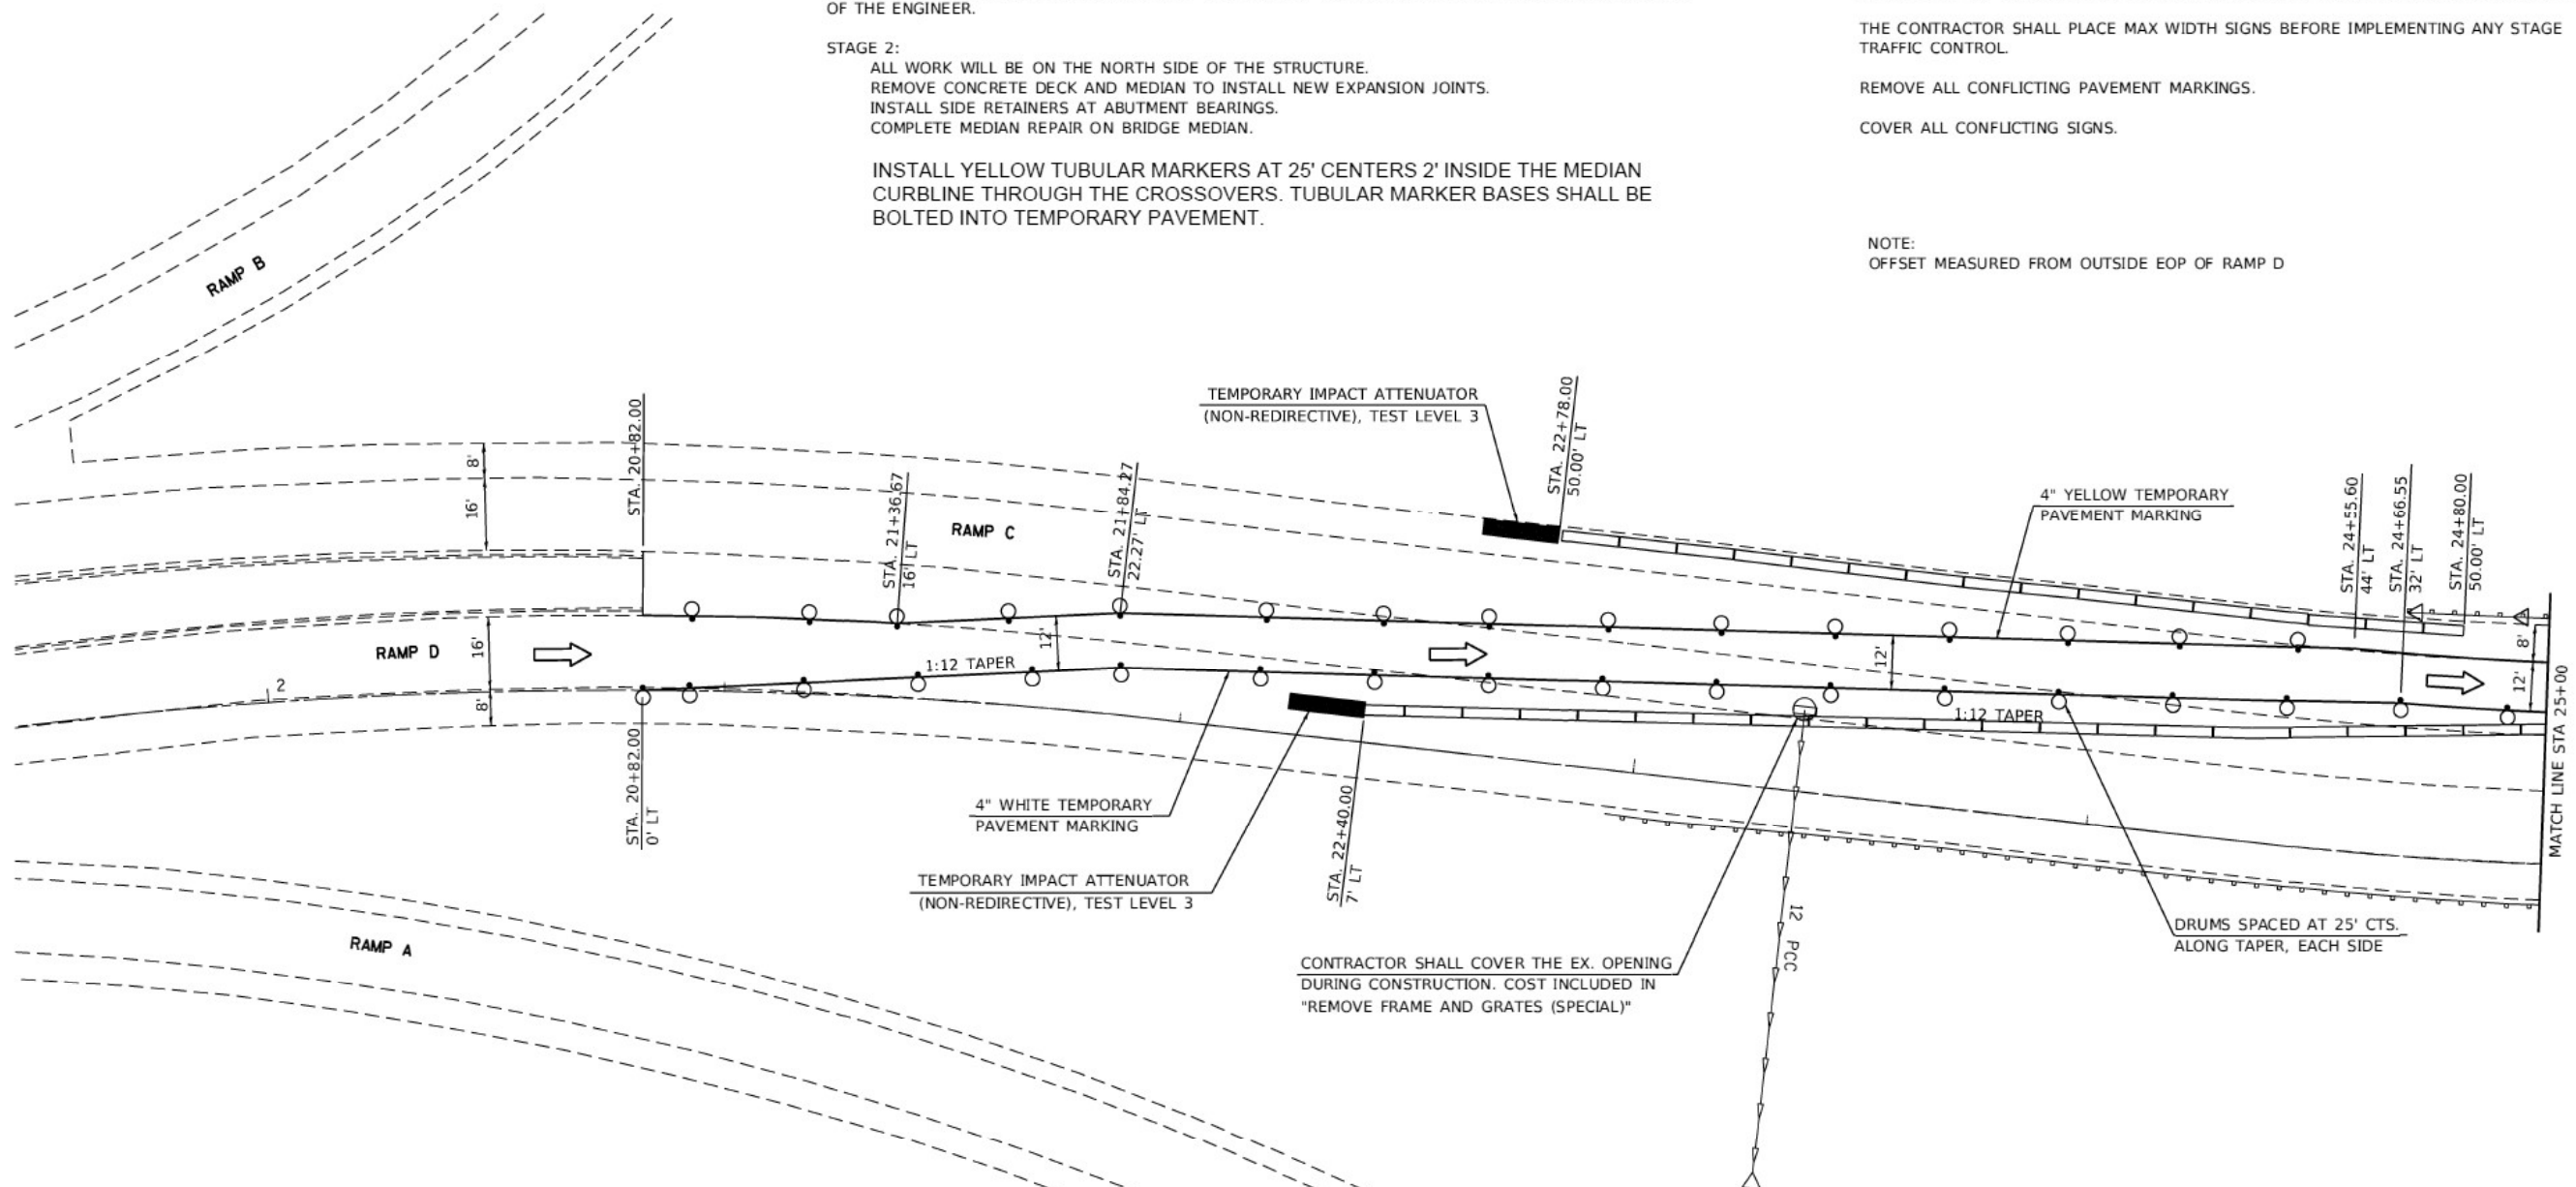 OF THE ENGINEER.
STAGE 2:
ALL WORK WILL BE ON THE NORTH SIDE OF THE STRUCTURE.
REMOVE CONCRETE DECK AND MEDIAN TO INSTALL NEW EXPANSION JOINTS.
INSTALL SIDE RETAINERS AT ABUTMENT BEARINGS.
COMPLETE MEDIAN REPAIR ON BRIDGE MEDIAN.
INSTALL YELLOW TUBULAR MARKERS AT 25' CENTERS 2' INSIDE THE MEDIAN
CURBLINE THROUGH THE CROSSOVERS. TUBULAR MARKER BASES SHALL BE
BOLTED INTO TEMPORARY PAVEMENT.
THE CONTRACTOR SHALL PLACE MAX WIDTH SIGNS BEFORE IMPLEMENTING ANY STAGE
TRAFFIC CONTROL.
REMOVE ALL CONFLICTING PAVEMENT MARKINGS.
COVER ALL CONFLICTING SIGNS.
NOTE:
OFFSET MEASURED FROM OUTSIDE EOP OF RAMP D
RAMP B
8'
16'
STA. 20+82.00
STA. 21+36.67
16' LT
RAMP C
STA. 21+84.27
22.27' LT
TEMPORARY IMPACT ATTENUATOR
(NON-REDIRECTIVE), TEST LEVEL 3
STA. 22+78.00
50.00' LT
4" YELLOW TEMPORARY
PAVEMENT MARKING
STA. 24+55.60
44' LT
STA. 24+66.55
32' LT
STA. 24+80.00
50.00' LT
RAMP D
16'
8'
2
1:12 TAPER
12'
12'
8'
12'
1:12 TAPER
MATCH LINE STA 25+00
STA. 20+82.00
0' LT
4" WHITE TEMPORARY
PAVEMENT MARKING
TEMPORARY IMPACT ATTENUATOR
(NON-REDIRECTIVE), TEST LEVEL 3
STA. 22+40.00
7' LT
CONTRACTOR SHALL COVER THE EX. OPENING
DURING CONSTRUCTION. COST INCLUDED IN
"REMOVE FRAME AND GRATES (SPECIAL)"
12 PCC
DRUMS SPACED AT 25' CTS.
ALONG TAPER, EACH SIDE
RAMP A